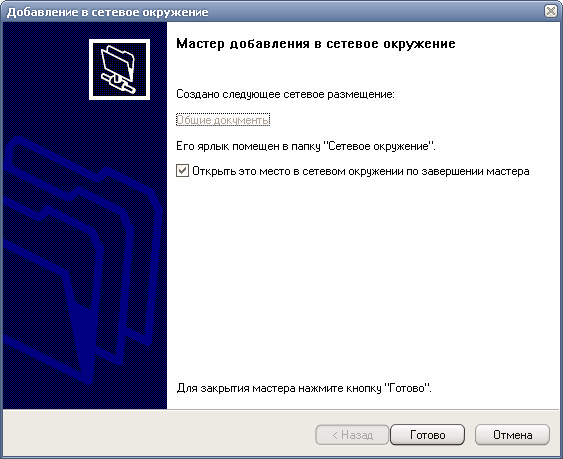 Добавление в сетевое окружение
Мастер добавления в сетевое окружение
Создано следующее сетевое размещение:
Общие документы
Его ярлык помещен в папку "Сетевое окружение".
Открыть это место в сетевом окружении по завершении мастера
Для закрытия мастера нажмите кнопку "Готово".
< Назад
Готово
Отмена